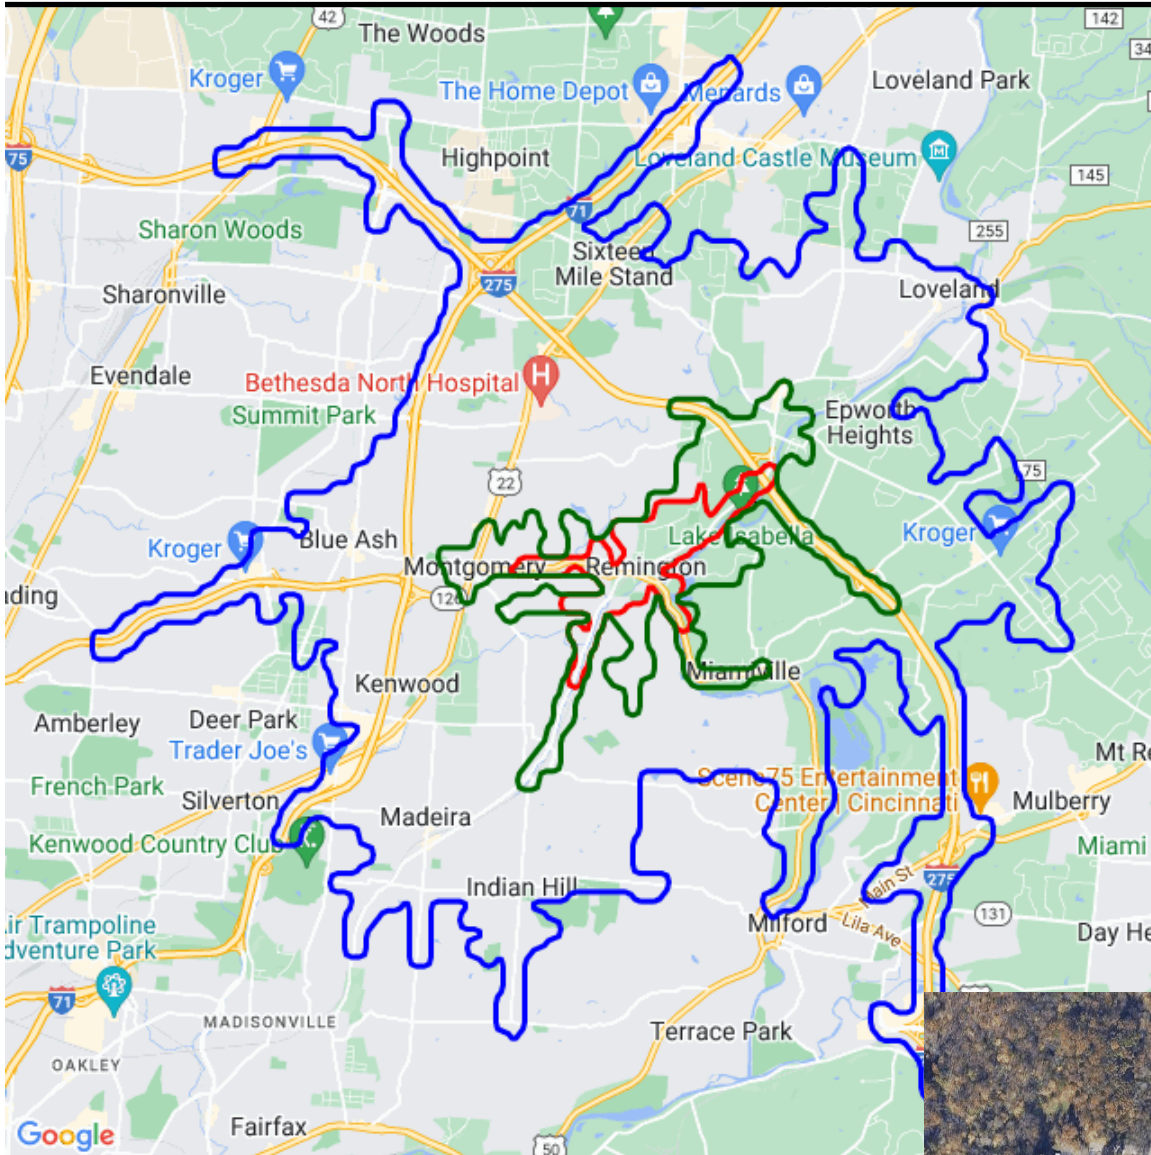 42
The Woods
142
34
Kroger
The Home Depot
Menards
Loveland Park
75
Highpoint
Loveland Castle Museum
145
71
Sharon Woods
255
Sixteen
Mile Stand
275
Sharonville
Loveland
Evendale
Bethesda North Hospital
H
Summit Park
Epworth
Heights
22
75
Blue Ash
Kroger
Lake Isabella
Kroger
Montgomery
Remington
ding
126
Kenwood
Miamiville
Amberley
Deer Park
Trader Joe's
Mt Re
French Park
Silverton
Scene75 Entertainment
Center | Cincinnati
Mulberry
Madeira
Kenwood Country Club
Miami
Indian Hill
275
Main St
Air Trampoline
dventure Park
Milford
Lila Ave
131
Day He
71
MADISONVILLE
Terrace Park
OAKLEY
Google
Fairfax
50